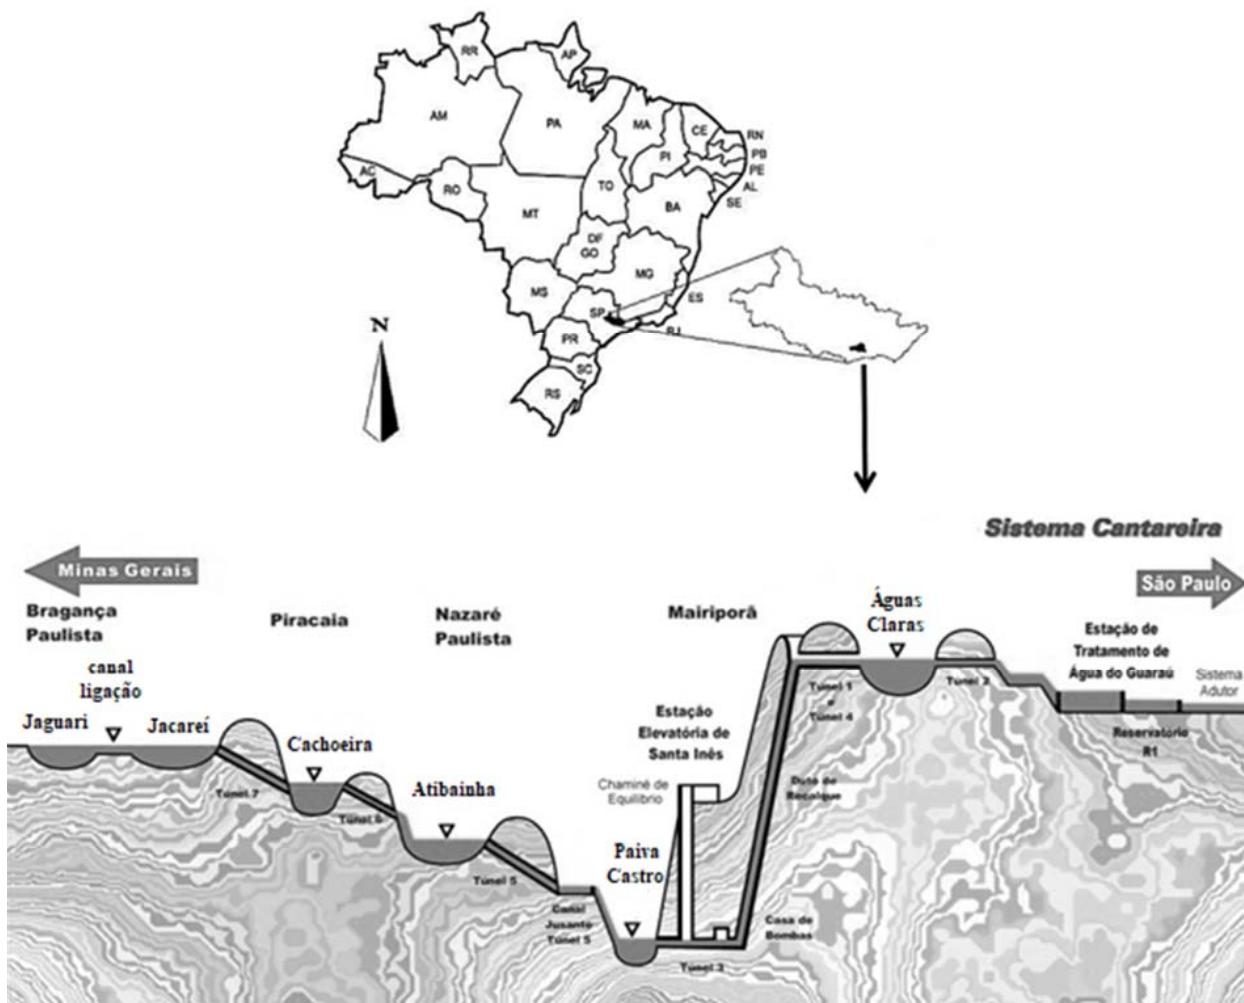 RR
AP
AM
PA
MA
CE
RN
PB
PE
AL
SE
PI
AC
RO
TO
BA
MT
DF
GO
MG
MS
ES
SP
RJ
PR
SC
RS
N
Sistema Cantareira
Minas Gerais
São Paulo
Bragança
Paulista
Piracaia
Nazaré
Paulista
Mairiporã
Águas
Claras
Estação de
Tratamento de
Água do Guaraú
Sistema
Adutor
canal
ligação
Jaguari
Jacareí
Cachoeira
Atibainha
Estação
Elevatória de
Santa Inês
Chaminé de
Equilibrio
Paiva
Castro
Túnel 7
Túnel 6
Túnel 5
Canal
Jusante
Túnel 5
Túnel 3
Casa de
Bombas
Duto de
Recalque
Túnel 1
e
Túnel 4
Túnel 2
Reservatório
R1